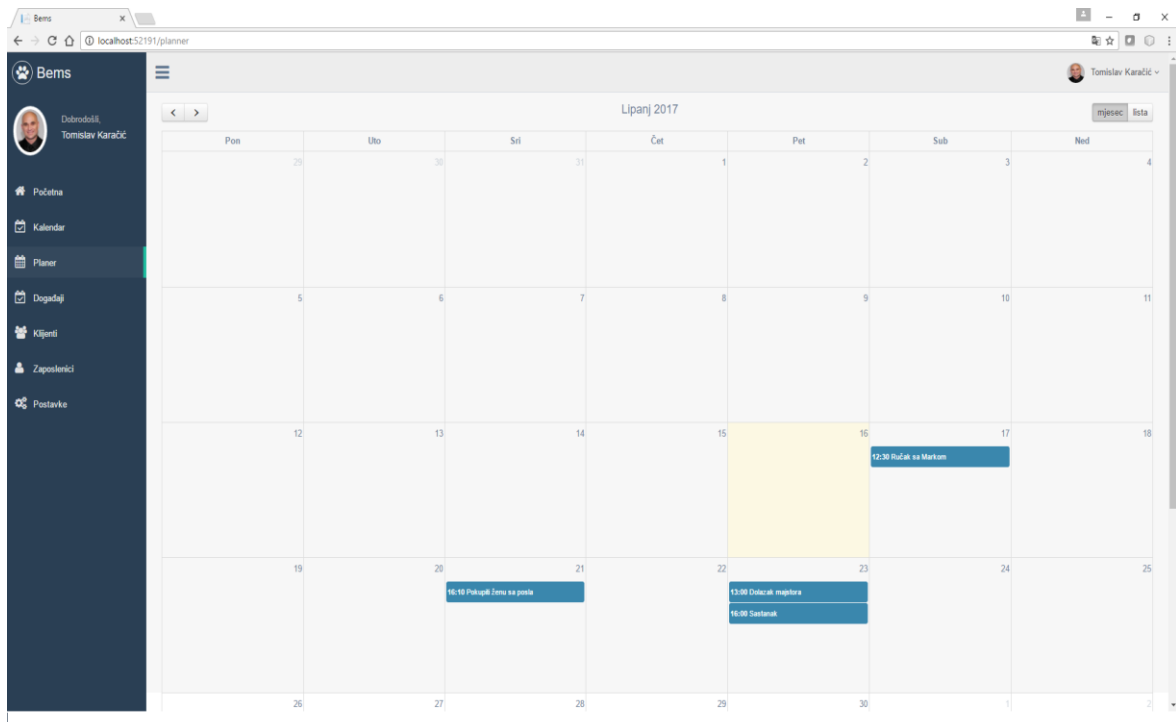 Bems
localhost:52191/planner
Bems
Tomislav Karačić
Dobrodošli,
Tomislav Karačić
Početna
Kalendar
Planer
Događaji
Klijenti
Zaposlenici
Postavke
Lipanj 2017
mjesec lista
Pon Uto Sri Čet Pet Sub Ned
29 30 31 1 2 3 4
5 6 7 8 9 10 11
12 13 14 15 16 17 18
12:30 Ručak sa Markom
19 20 21 22 23 24 25
16:10 Pokupiti ženu sa posla
13:00 Dolazak majstora
16:00 Sastanak
26 27 28 29 30 1 2